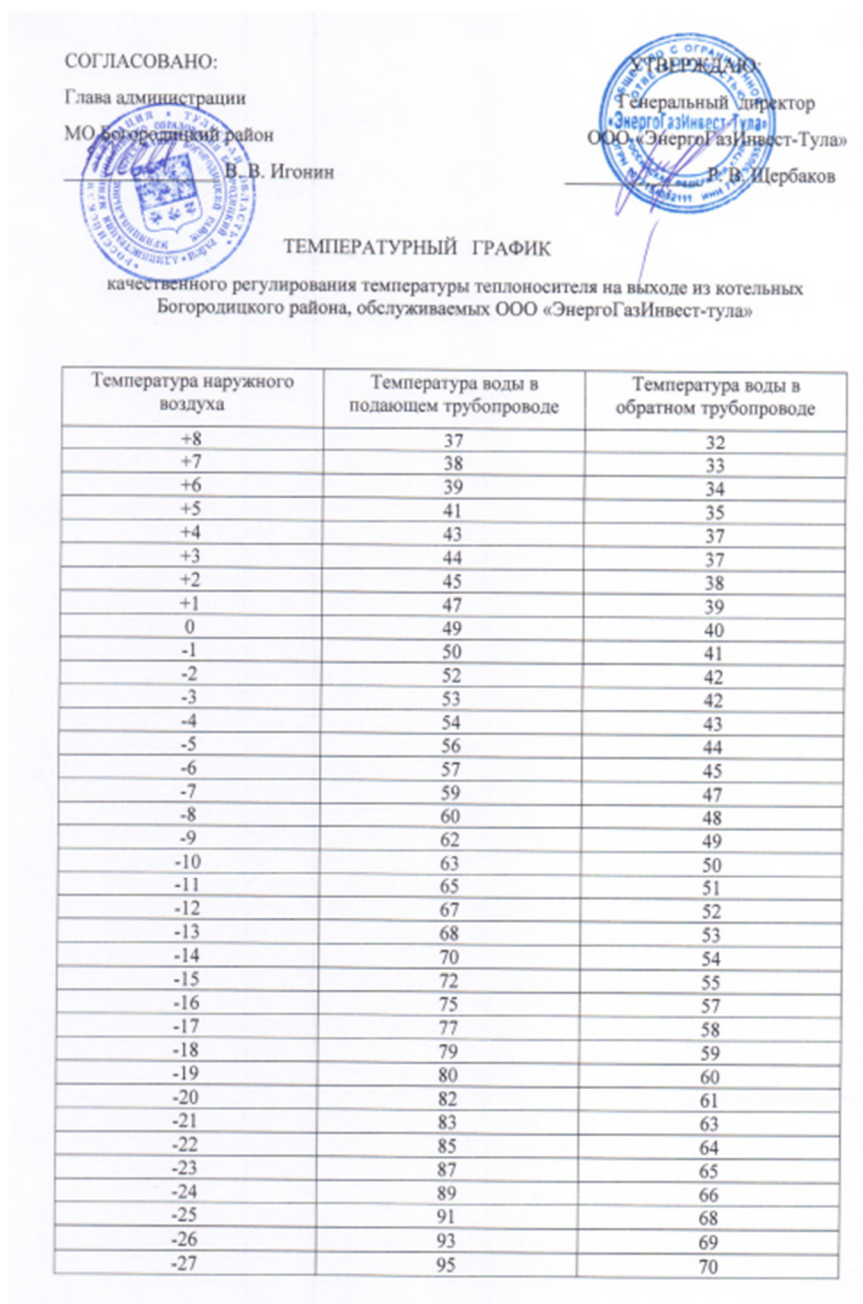 СОГЛАСОВАНО:
УТВЕРЖДАЮ:
Глава администрации
Генеральный директор
МО Богородицкий район
ООО «ЭнергоГазИнвест-Тула»
В. В. Игонин
Р. В. Щербаков
«ЭнергоГазИнвест-Тула»
ТЕМПЕРАТУРНЫЙ ГРАФИК
качественного регулирования температуры теплоносителя на выходе из котельных
Богородицкого района, обслуживаемых ООО «ЭнергоГазИнвест-тула»
Температура наружного воздуха Температура воды в подающем трубопроводе Температура воды в обратном трубопроводе
+8 37 32
+7 38 33
+6 39 34
+5 41 35
+4 43 37
+3 44 37
+2 45 38
+1 47 39
0 49 40
-1 50 41
-2 52 42
-3 53 42
-4 54 43
-5 56 44
-6 57 45
-7 59 47
-8 60 48
-9 62 49
-10 63 50
-11 65 51
-12 67 52
-13 68 53
-14 70 54
-15 72 55
-16 75 57
-17 77 58
-18 79 59
-19 80 60
-20 82 61
-21 83 63
-22 85 64
-23 87 65
-24 89 66
-25 91 68
-26 93 69
-27 95 70